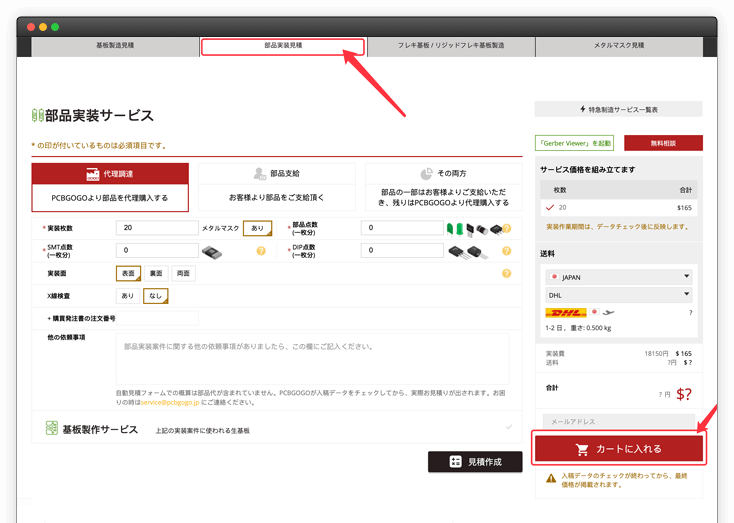 基板製造見積
部品実装見積
フレキ基板 / リジッドフレキ基板製造
メタルマスク見積
部品実装サービス
* の印が付いているものは必須項目です。
代理調達
PCBGOGOより部品を代理購入する
部品支給
お客様より部品をご支給頂く
その両方
部品の一部はお客様よりご支給いただ
き、残りはPCBGOGOより代理購入する
* 実装枚数
20
メタルマスク
あり
* 部品点数
(一枚分)
0
* SMT点数
(一枚分)
0
* DIP点数
(一枚分)
0
実装面
表面
裏面
両面
X線検査
あり
なし
+ 購買発注書の注文番号
他の依頼事項
部品実装案件に関する他の依頼事項がありましたら、この欄にご記入ください。
自動見積フォームでの概算は部品代が含まれていません。PCBGOGOが入稿データをチェックしてから、実際お見積りが出されます。お困
りの時はservice@pcbgogo.jp にご連絡ください。
基板製作サービス
上記の実装案件に使われる生基板
見積作成
特急製造サービス一覧表
「Gerber Viewer」を起動
無料相談
サービス価格を組み立てます
枚数
合計
20
$165
実装作業期間は、データチェック後に反映します。
送料
JAPAN
DHL
DHL
?
1-2 日 , 重さ: 0.500 kg
実装費
18150円 $ 165
送料
?円 $ ?
合計
? 円 $?
メールアドレス
カートに入れる
入稿データのチェックが終わってから、最終
価格が掲載されます。